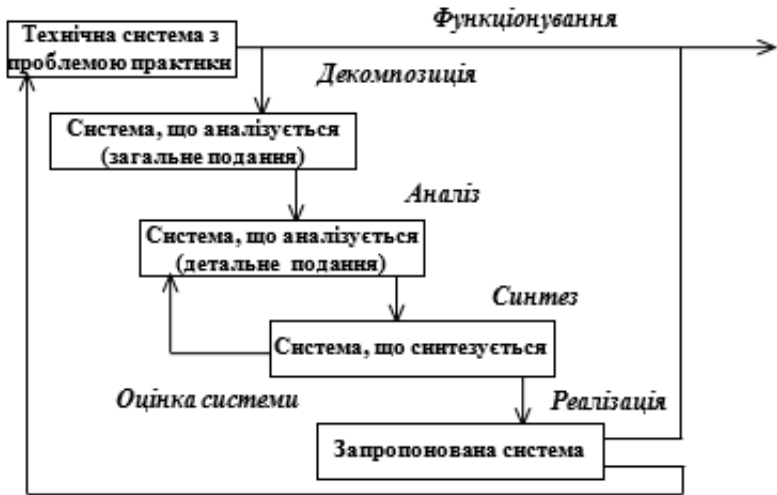 Функціонування
Технічна система з
проблемою практики
Декомпозиція
Система, що аналізується
(загальне подання)
Аналіз
Система, що аналізується
(детальне подання)
Синтез
Система, що синтезується
Оцінка системи
Реалізація
Запропонована система